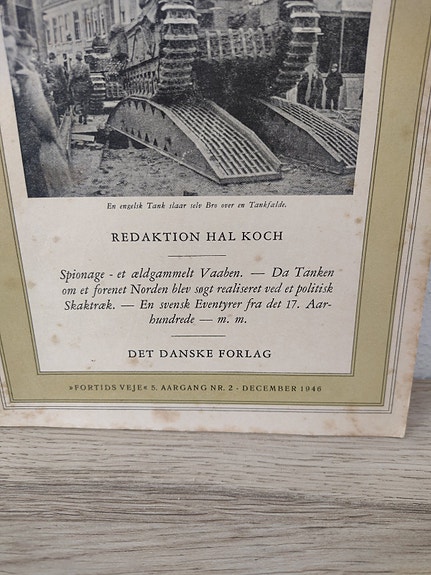 En engelsk Tank slaar selv Bro over en Tankfælde.
REDAKTION HAL KOCH
Spionage - et ældgammelt Vaaben. — Da Tanken
om et forenet Norden blev søgt realiseret ved et politisk
Skaktræk. — En svensk Eventyrer fra det 17. Aar-
hundrede — m. m.
DET DANSKE FORLAG
»FORTIDS VEJE« 5. AARGANG NR. 2 - DECEMBER 1946